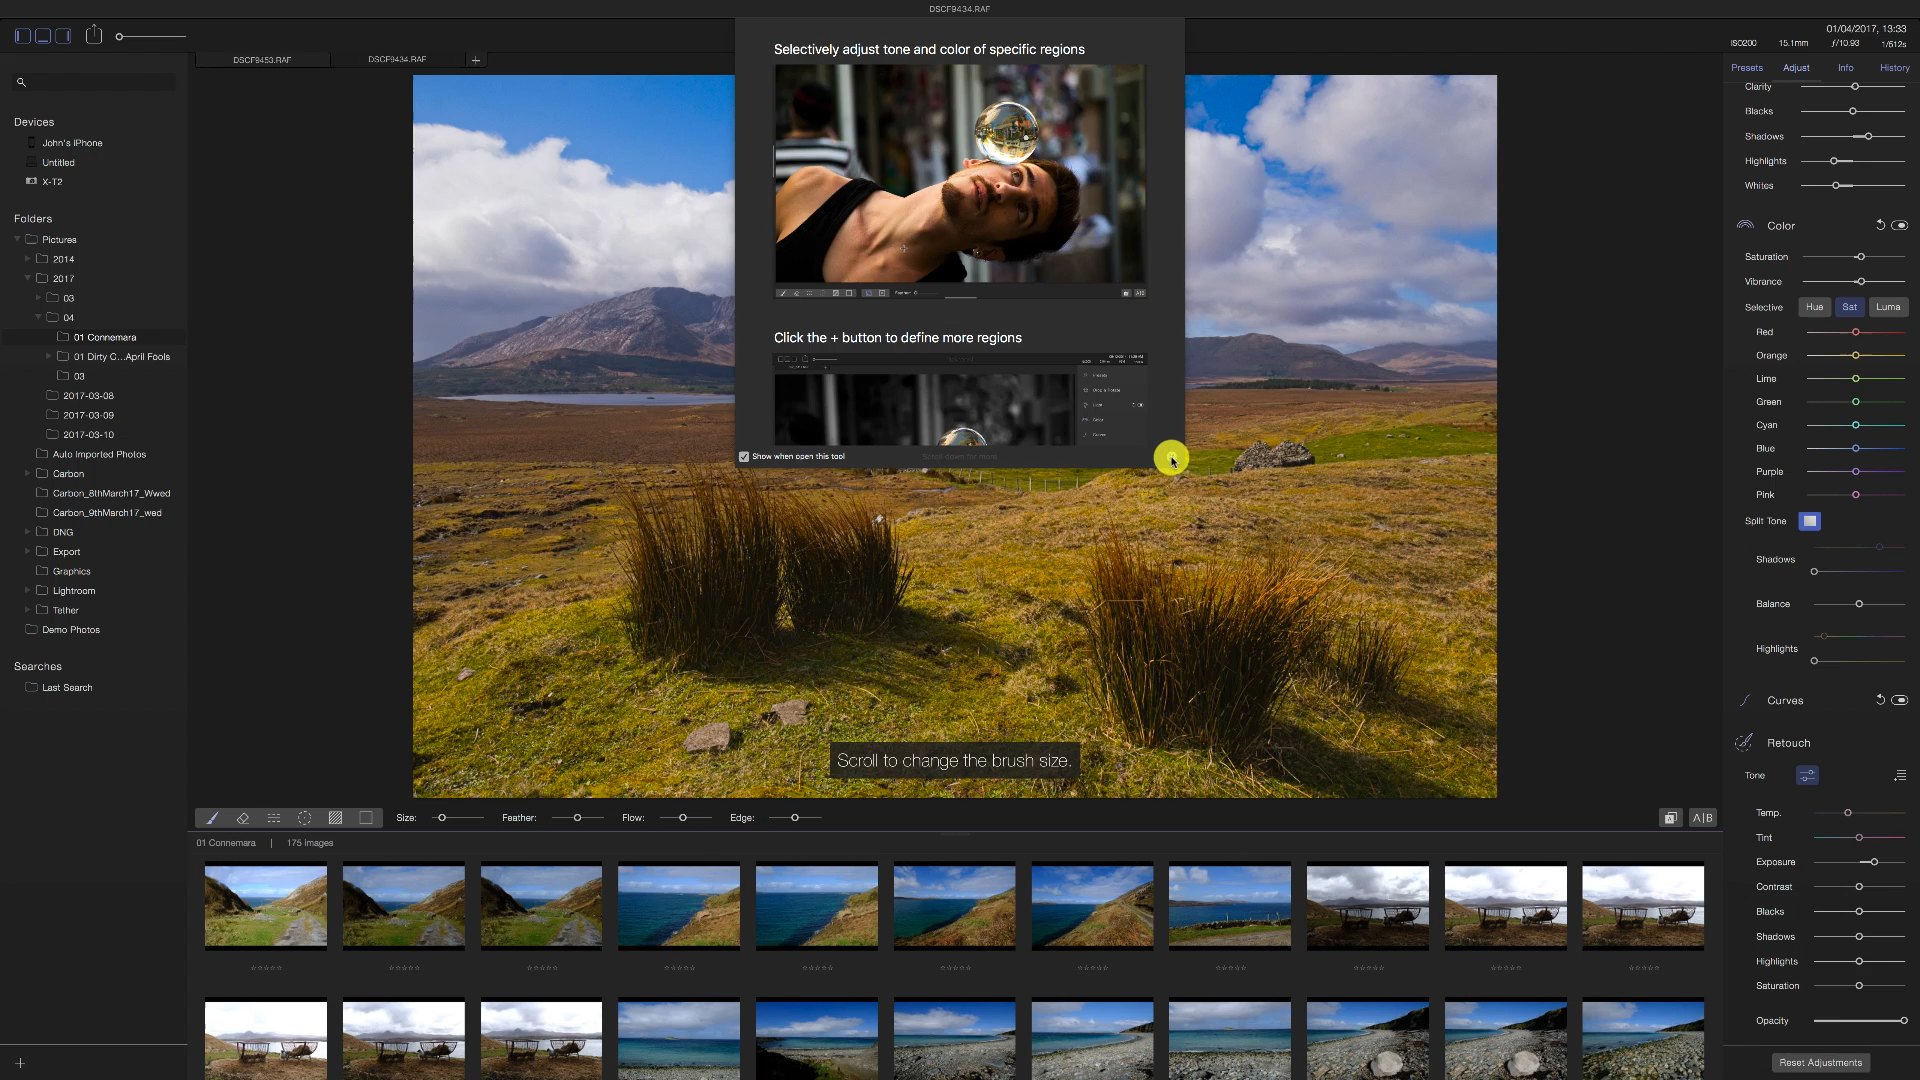 DSCF9434.RAF
01/04/2017, 13:33
ISO200 15.1mm ƒ/10.93 1/512s
DSCF9453.RAF DSCF9434.RAF +
Presets Adjust Info History
Devices
John's iPhone
Untitled
X-T2
Folders
Pictures
2014
2017
03
04
01 Connemara
01 Dirty C...April Fools
03
2017-03-08
2017-03-09
2017-03-10
Auto Imported Photos
Carbon
Carbon_8thMarch17_Wwed
Carbon_9thMarch17_wed
DNG
Export
Graphics
Lightroom
Tether
Demo Photos
Searches
Last Search
Selectively adjust tone and color of specific regions
Click the + button to define more regions
Show when open this tool
Scroll down for more
Scroll to change the brush size.
Clarity
Blacks
Shadows
Highlights
Whites
Color
Saturation
Vibrance
Selective Hue Sat Luma
Red
Orange
Lime
Green
Cyan
Blue
Purple
Pink
Split Tone
Shadows
Balance
Highlights
Curves
Retouch
Tone
Temp.
Tint
Exposure
Contrast
Blacks
Shadows
Highlights
Saturation
Opacity
Reset Adjustments
Size: Feather: Flow: Edge: A|B
01 Connemara | 175 images